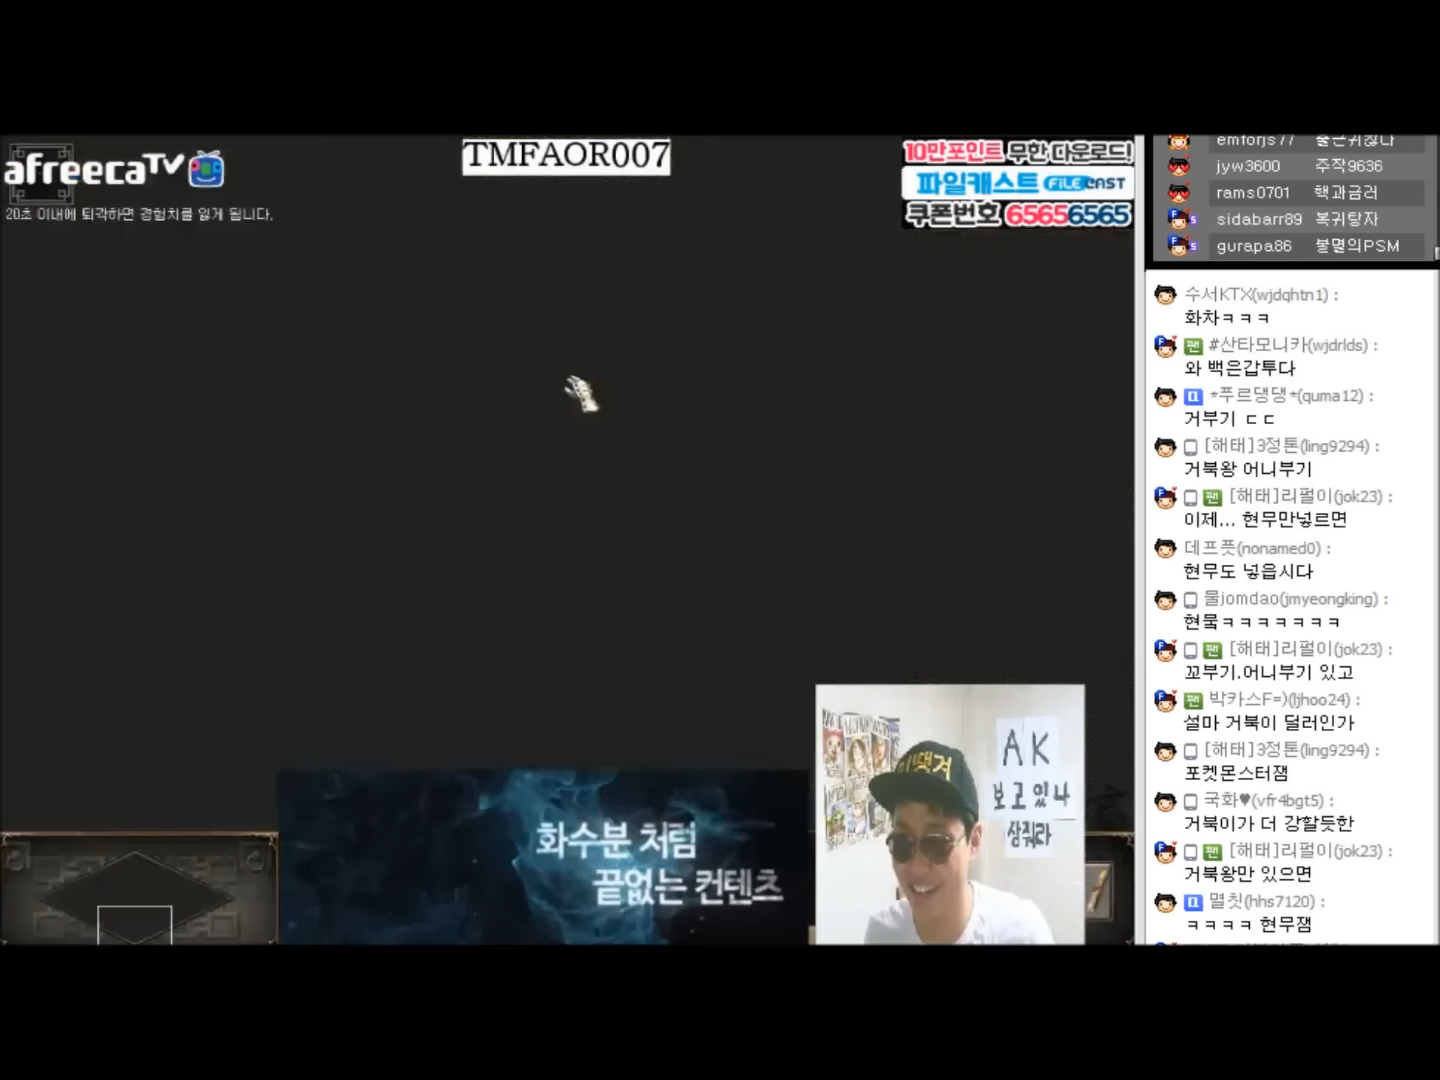 afreecaTV
20초 이내에 퇴각하면 경험치를 잃게 됩니다.
TMFAOR007
10만포인트 무한다운로드!
파일캐스트 FiLECAST
쿠폰번호 65656565
emforjs77
jyw3600 주작9636
rams0701 핵과금러
sidabarr89 복귀탕자
gurapa86 불멸의PSM
수서KTX(wjdqhtn1) :
화차ㅋㅋㅋ
팬 #산타모니카(wjdrlds) :
와 백은갑투다
*푸르댕댕*(quma12) :
거부기 ㄷㄷ
[해태]3정톤(ling9294) :
거북왕 어니부기
팬 [해태]리펄이(jok23) :
이제... 현무만넣르면
데프픗(nonamed0) :
현무도 넣읍시다
물jomdao(jmyeongking) :
현뭌ㅋㅋㅋㅋㅋㅋㅋ
팬 [해태]리펄이(jok23) :
꼬부기.어니부기 있고
팬 박카스F=)(ljhoo24) :
설마 거북이 덜러인가
[해태]3정톤(ling9294) :
포켓몬스터잼
국화♥(vfr4bgt5) :
거북이가 더 강할듯한
팬 [해태]리펄이(jok23) :
거북왕만 있으면
멸칫(hhs7120) :
ㅋㅋㅋㅋ 현무잼
화수분 처럼
끝없는 컨텐츠
AK
보고있나
상줘라